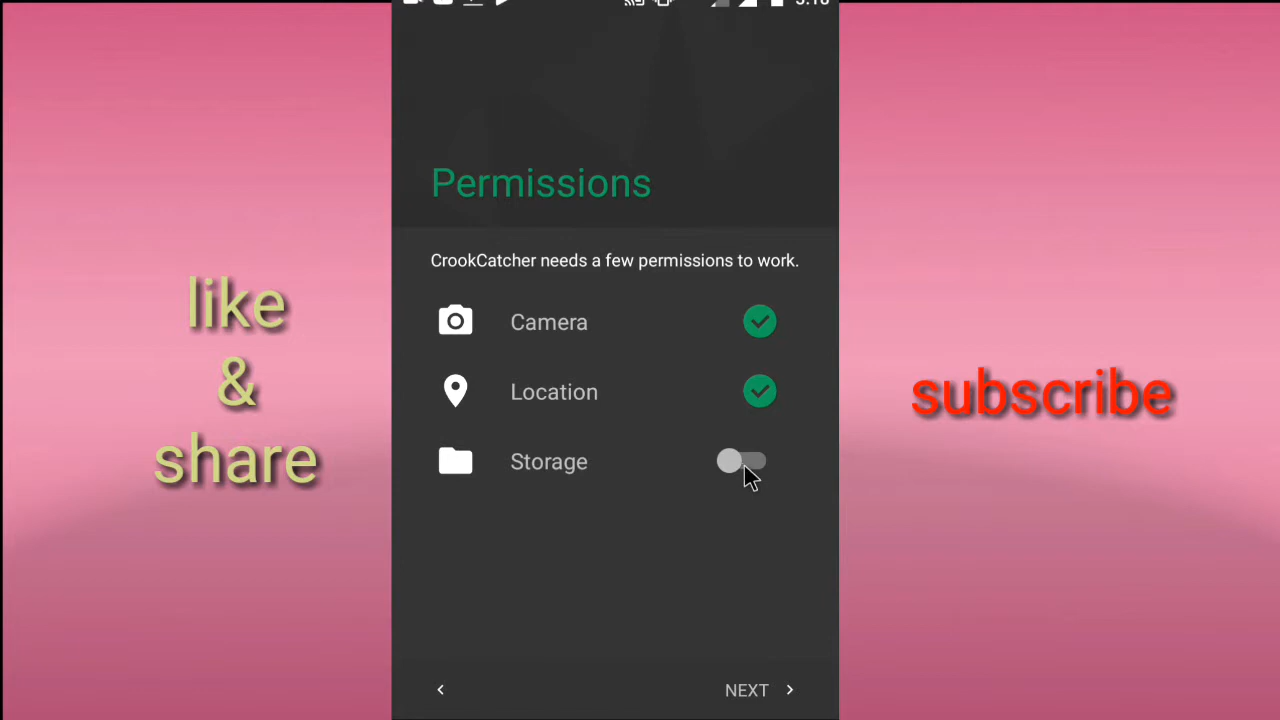 Permissions
CrookCatcher needs a few permissions to work.
Camera
Location
Storage
NEXT
like
&
share
subscribe